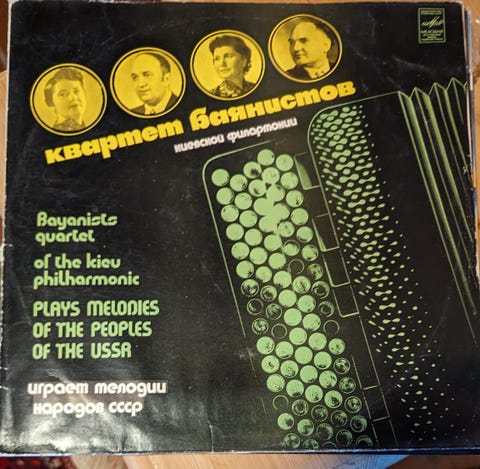 квартет баянистов
киевской филармонии
Bayanists
quartet
of the kiev
philharmonic
PLAYS MELODIES
OF THE PEOPLES
OF THE USSR
играет мелодии
народов СССР
мелодия